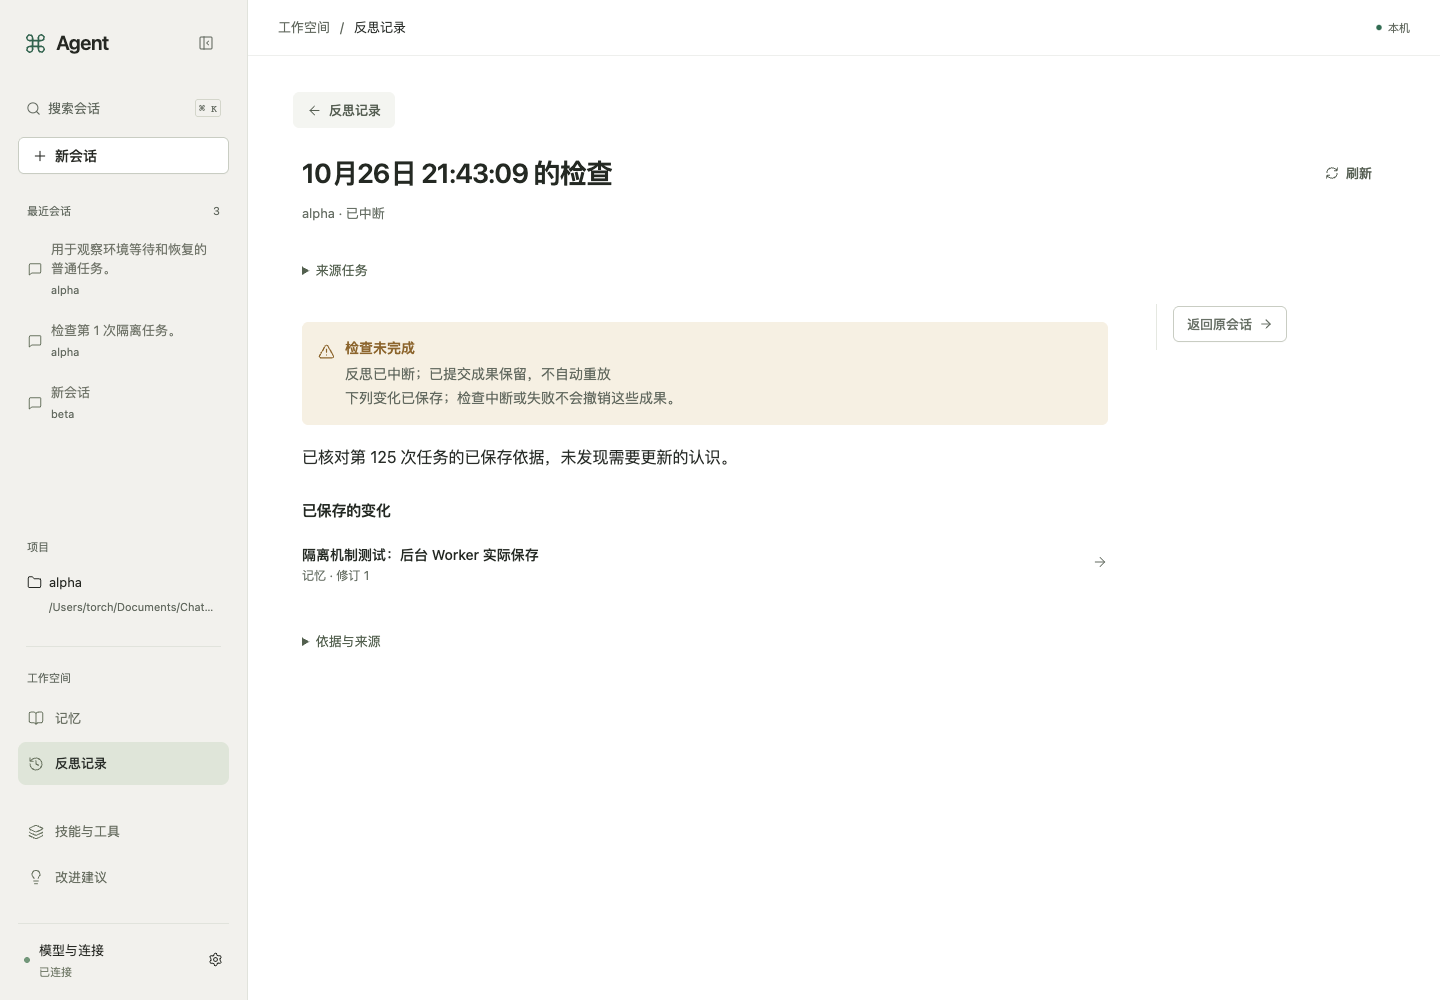 Agent
搜索会话
⌘ K
新会话
最近会话
3
用于观察环境等待和恢复的
普通任务。
alpha
检查第 1 次隔离任务。
alpha
新会话
beta
项目
alpha
/Users/torch/Documents/Chat...
工作空间
记忆
反思记录
技能与工具
改进建议
模型与连接
已连接
工作空间 / 反思记录
本机
反思记录
10月26日 21:43:09 的检查
刷新
alpha · 已中断
来源任务
返回原会话
检查未完成
反思已中断；已提交成果保留，不自动重放
下列变化已保存；检查中断或失败不会撤销这些成果。
已核对第 125 次任务的已保存依据，未发现需要更新的认识。
已保存的变化
隔离机制测试：后台 Worker 实际保存
记忆 · 修订 1
依据与来源